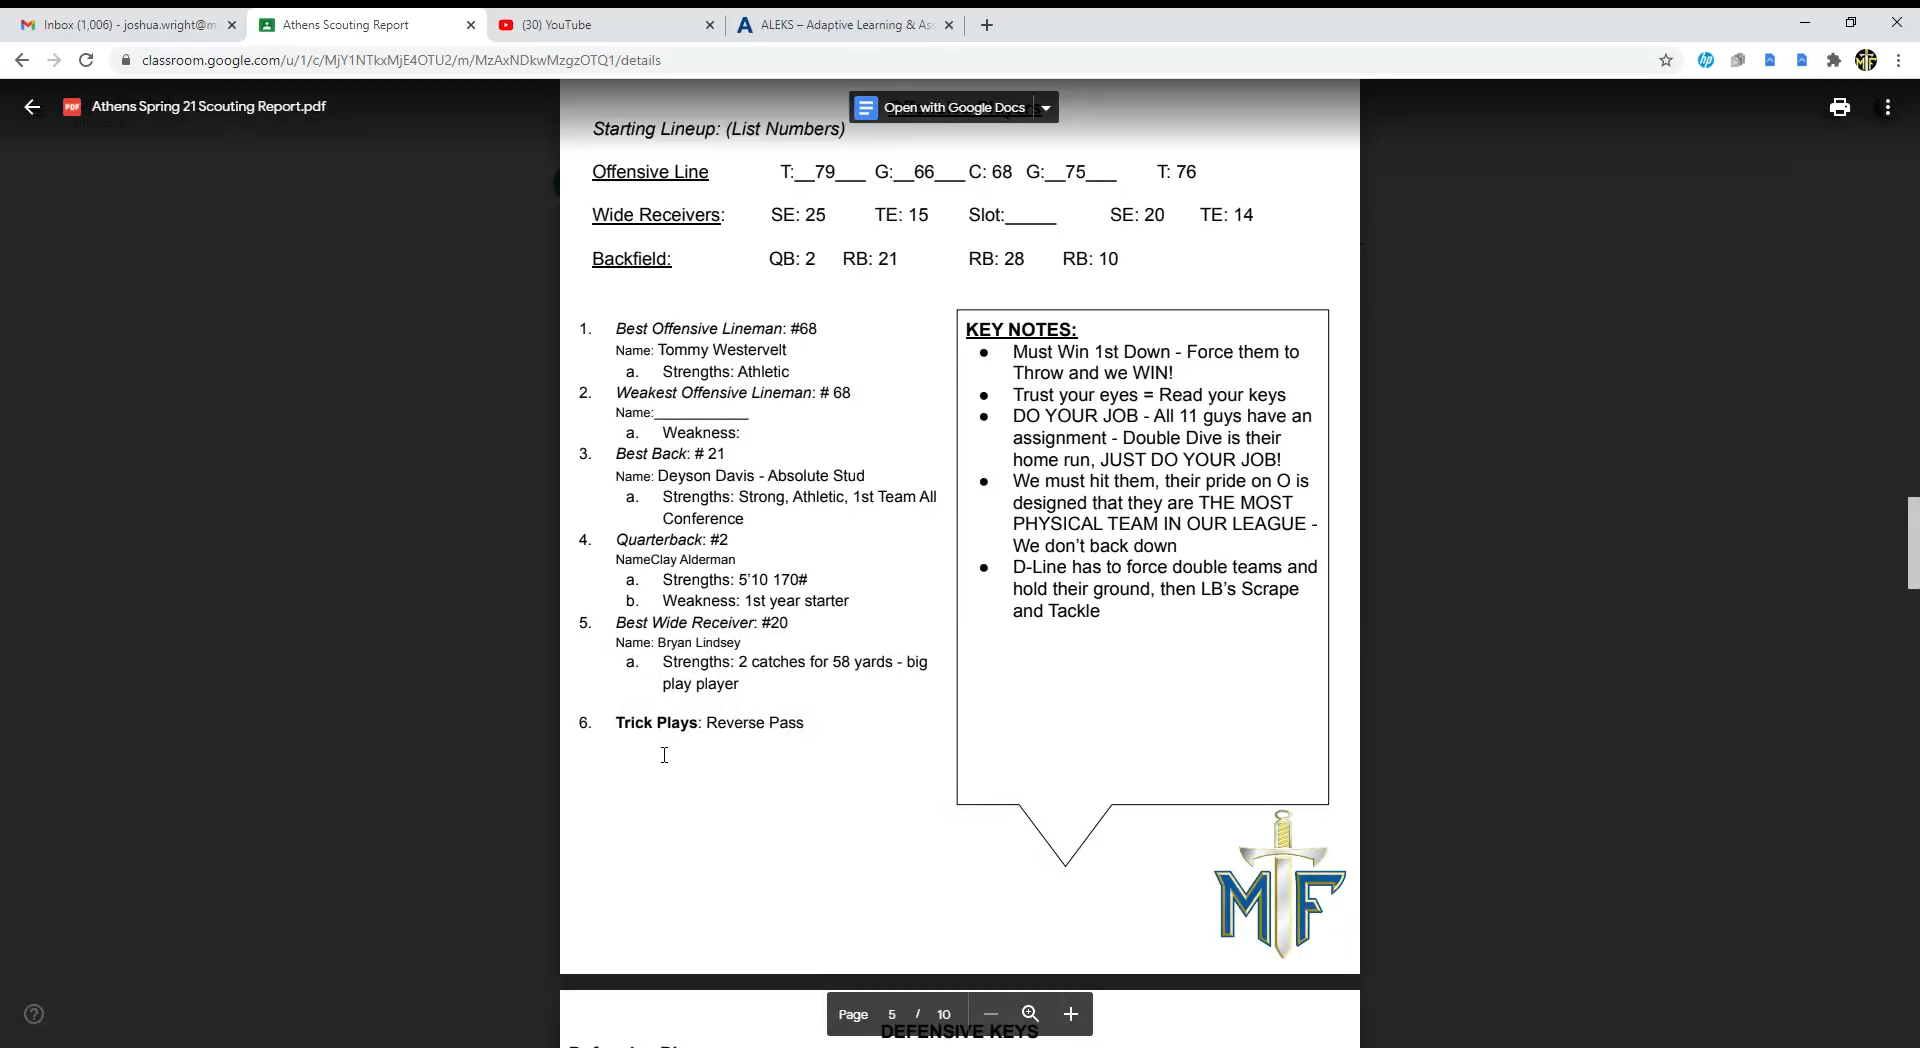 Inbox (1,006) - joshua.wright@m
Athens Scouting Report
(30) YouTube
ALEKS – Adaptive Learning & As
classroom.google.com/u/1/c/MjY1NTkxMjE4OTU2/m/MzAxNDkwMzgzOTQ1/details
PDF
Athens Spring 21 Scouting Report.pdf
Open with Google Docs
Starting Lineup: (List Numbers)
Offensive Line T:__79___ G:__66___ C: 68 G:__75___ T: 76
Wide Receivers: SE: 25 TE: 15 Slot:_____ SE: 20 TE: 14
Backfield: QB: 2 RB: 21 RB: 28 RB: 10
1. Best Offensive Lineman: #68
Name: Tommy Westervelt
a. Strengths: Athletic
2. Weakest Offensive Lineman: # 68
Name:____________
a. Weakness:
3. Best Back: # 21
Name: Deyson Davis - Absolute Stud
a. Strengths: Strong, Athletic, 1st Team All
Conference
4. Quarterback: #2
NameClay Alderman
a. Strengths: 5'10 170#
b. Weakness: 1st year starter
5. Best Wide Receiver: #20
Name: Bryan Lindsey
a. Strengths: 2 catches for 58 yards - big
play player
6. Trick Plays: Reverse Pass
KEY NOTES:
● Must Win 1st Down - Force them to
Throw and we WIN!
● Trust your eyes = Read your keys
● DO YOUR JOB - All 11 guys have an
assignment - Double Dive is their
home run, JUST DO YOUR JOB!
● We must hit them, their pride on O is
designed that they are THE MOST
PHYSICAL TEAM IN OUR LEAGUE -
We don't back down
● D-Line has to force double teams and
hold their ground, then LB's Scrape
and Tackle
MF
Page 5 / 10
DEFENSIVE KEYS